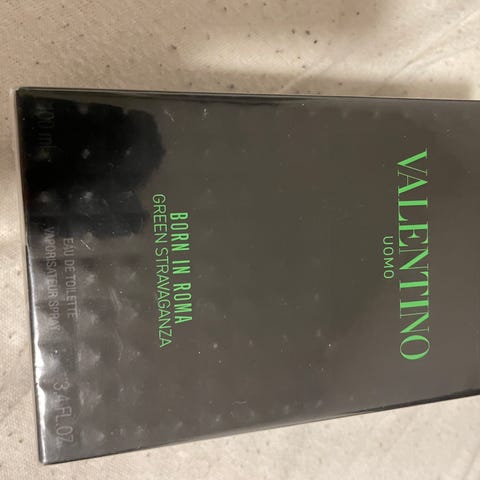 VALENTINO
UOMO
BORN IN ROMA
GREEN STRAVAGANZA
EAU DE TOILETTE
VAPORISATEUR SPRAY
100 ml 3.4 FL.OZ